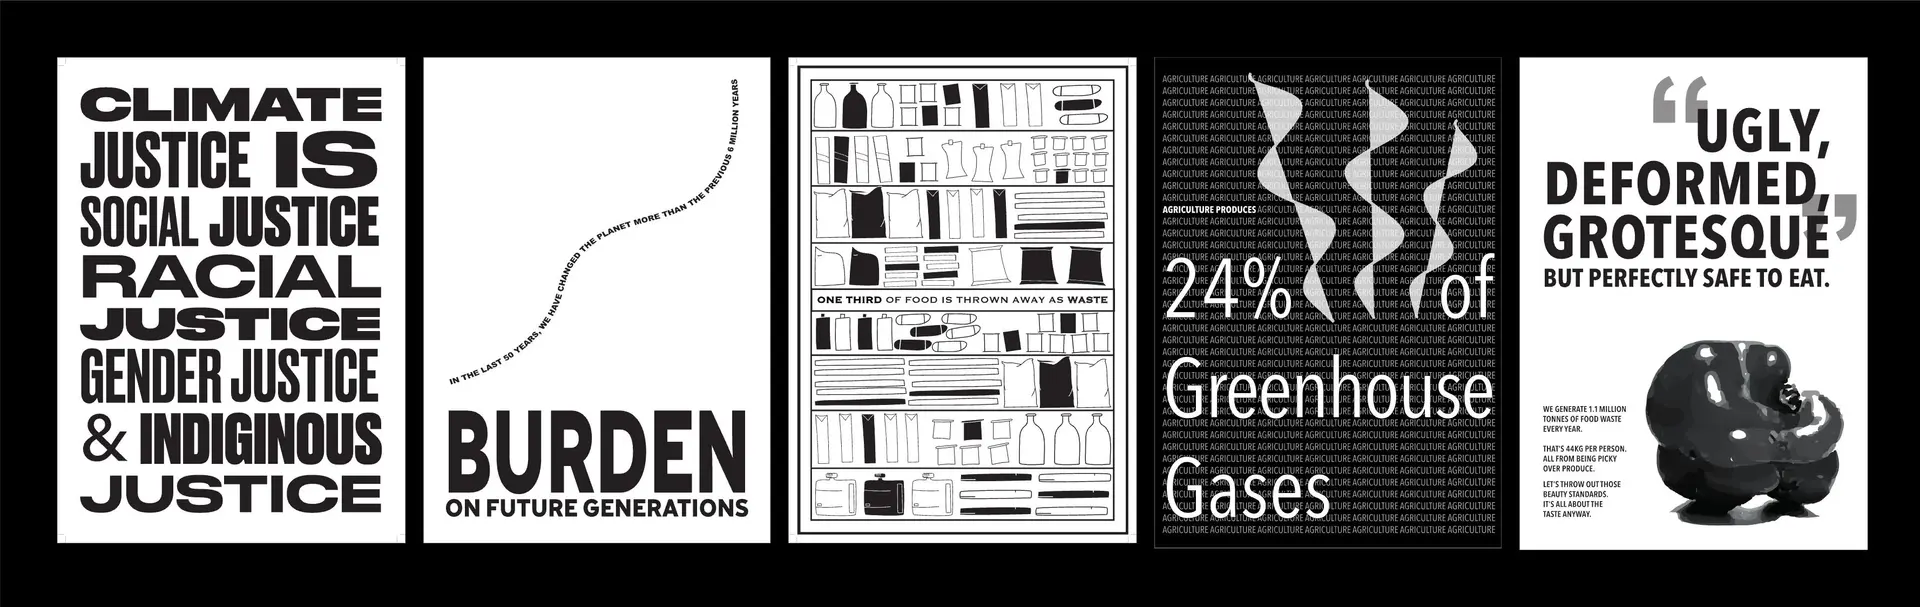 CLIMATE
JUSTICE IS
SOCIAL JUSTICE
RACIAL
JUSTICE
GENDER JUSTICE
& INDIGINOUS
JUSTICE
IN THE LAST 50 YEARS, WE HAVE CHANGED THE PLANET MORE THAN THE PREVIOUS 6 MILLION YEARS
BURDEN
ON FUTURE GENERATIONS
ONE THIRD OF FOOD IS THROWN AWAY AS WASTE
AGRICULTURE AGRICULTURE AGRICULTURE AGRICULTURE AGRICULTURE AGRICULTURE AGRICULTURE
AGRICULTURE PRODUCES
24% of
Greenhouse
Gases
“UGLY,
DEFORMED,
GROTESQUE”
BUT PERFECTLY SAFE TO EAT.
WE GENERATE 1.1 MILLION
TONNES OF FOOD WASTE
EVERY YEAR.
THAT'S 44KG PER PERSON.
ALL FROM BEING PICKY
OVER PRODUCE.
LET'S THROW OUT THOSE
BEAUTY STANDARDS.
IT'S ALL ABOUT THE
TASTE ANYWAY.